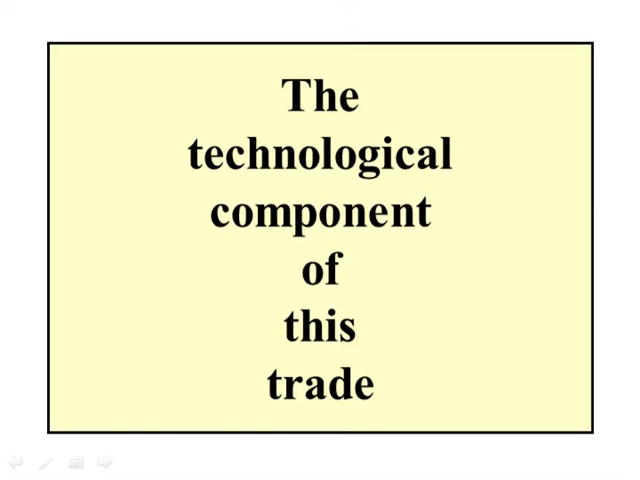 The
technological
component
of
this
trade